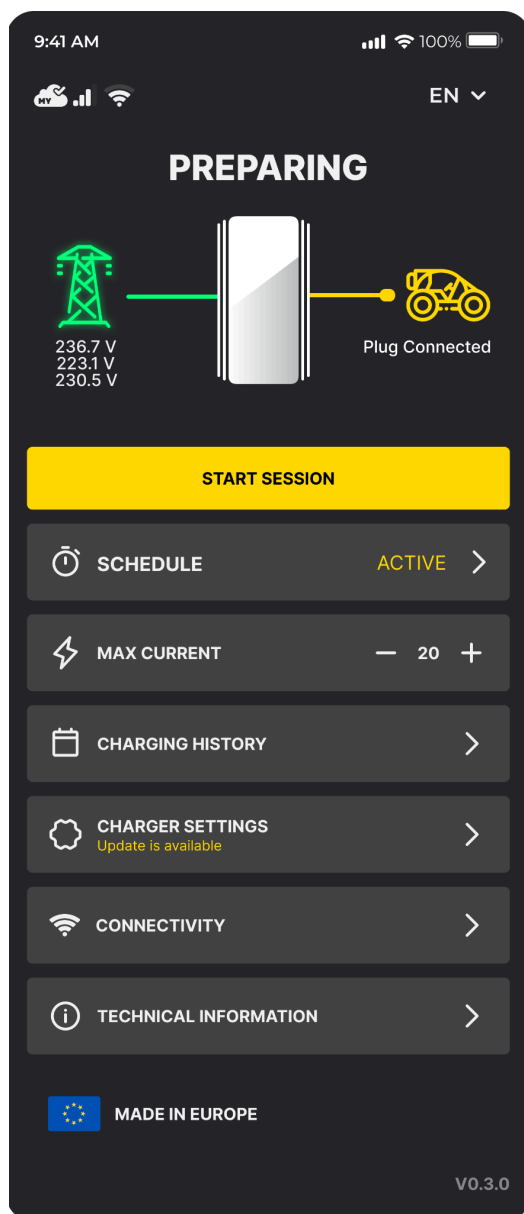 9:41 AM 100%
MY EN
PREPARING
236.7 V
223.1 V
230.5 V
Plug Connected
START SESSION
SCHEDULE ACTIVE
MAX CURRENT 20
CHARGING HISTORY
CHARGER SETTINGS
Update is available
CONNECTIVITY
TECHNICAL INFORMATION
MADE IN EUROPE
V0.3.0